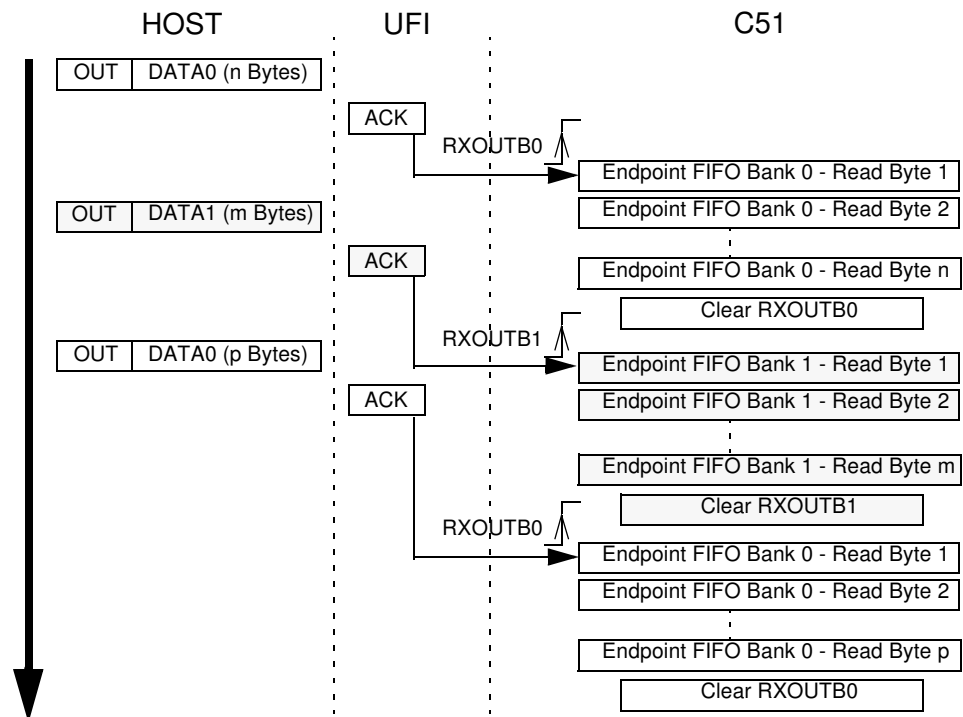 HOST UFI C51
OUT DATA0 (n Bytes)
ACK
RXOUTB0
Endpoint FIFO Bank 0 - Read Byte 1
OUT DATA1 (m Bytes)
Endpoint FIFO Bank 0 - Read Byte 2
ACK
Endpoint FIFO Bank 0 - Read Byte n
Clear RXOUTB0
RXOUTB1
OUT DATA0 (p Bytes)
Endpoint FIFO Bank 1 - Read Byte 1
ACK
Endpoint FIFO Bank 1 - Read Byte 2
Endpoint FIFO Bank 1 - Read Byte m
Clear RXOUTB1
RXOUTB0
Endpoint FIFO Bank 0 - Read Byte 1
Endpoint FIFO Bank 0 - Read Byte 2
Endpoint FIFO Bank 0 - Read Byte p
Clear RXOUTB0